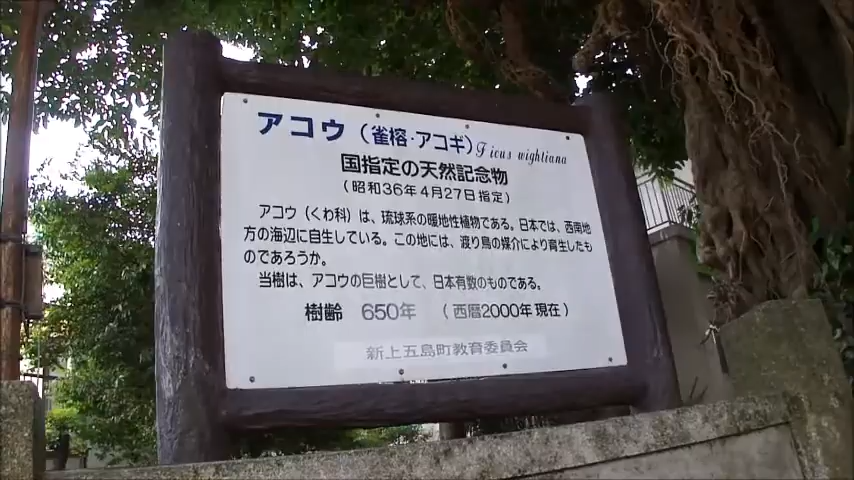 アコウ（雀榕・アコギ）Ficus wightiana
国指定の天然記念物
（昭和36年4月27日指定）
アコウ（くわ科）は、琉球系の暖地性植物である。日本では、西南地
方の海辺に自生している。この地には、渡り鳥の媒介により育生したも
のであろうか。
当樹は、アコウの巨樹として、日本有数のものである。
樹齢 650年 （西暦2000年現在）
新上五島町教育委員会